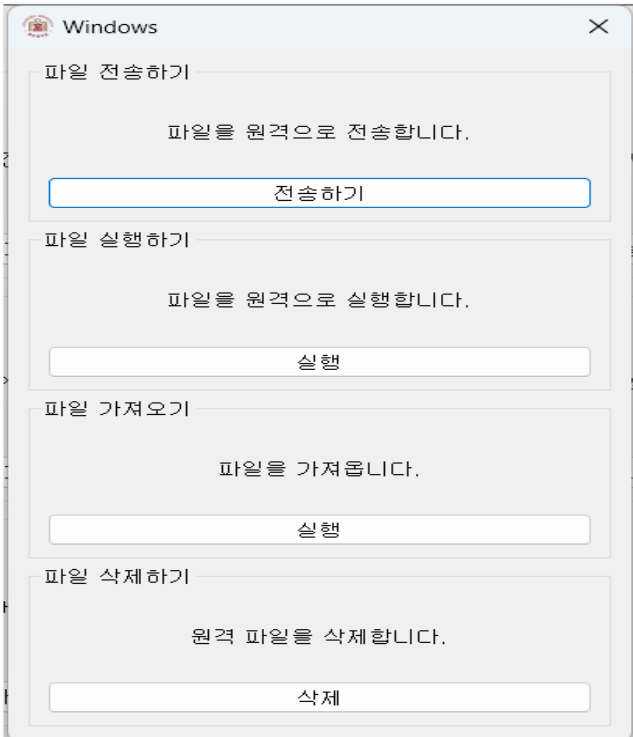 Windows
파일 전송하기
파일을 원격으로 전송합니다.
전송하기
파일 실행하기
파일을 원격으로 실행합니다.
실행
파일 가져오기
파일을 가져옵니다.
실행
파일 삭제하기
원격 파일을 삭제합니다.
삭제